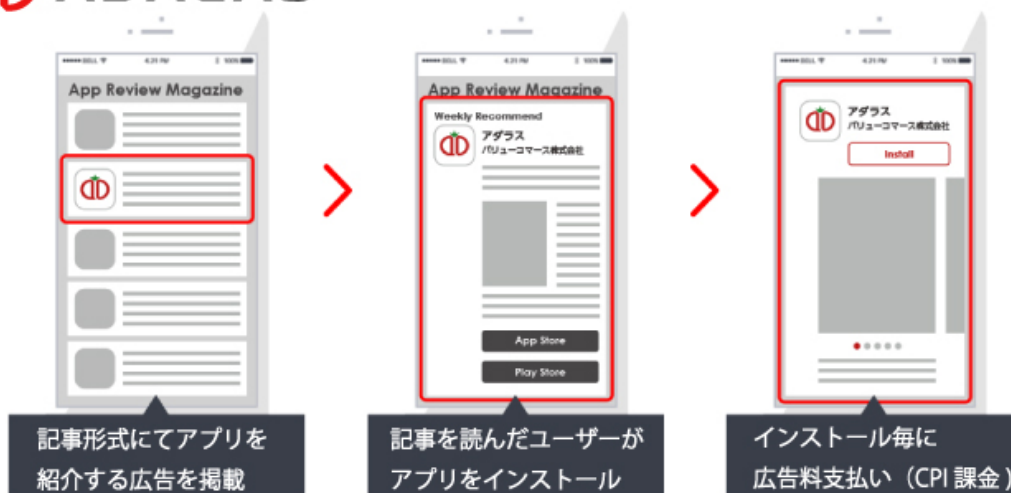 App Review Magazine
記事形式にてアプリを
紹介する広告を掲載
4:21 PM
100%
App Review Magazine
Weekly Recommend
アダラス
バリューコマース株式会社
App Store
Play Store
記事を読んだユーザーが
アプリをインストール
アダラス
バリューコマース株式会社
Install
インストール毎に
広告料支払い（CPI 課金）